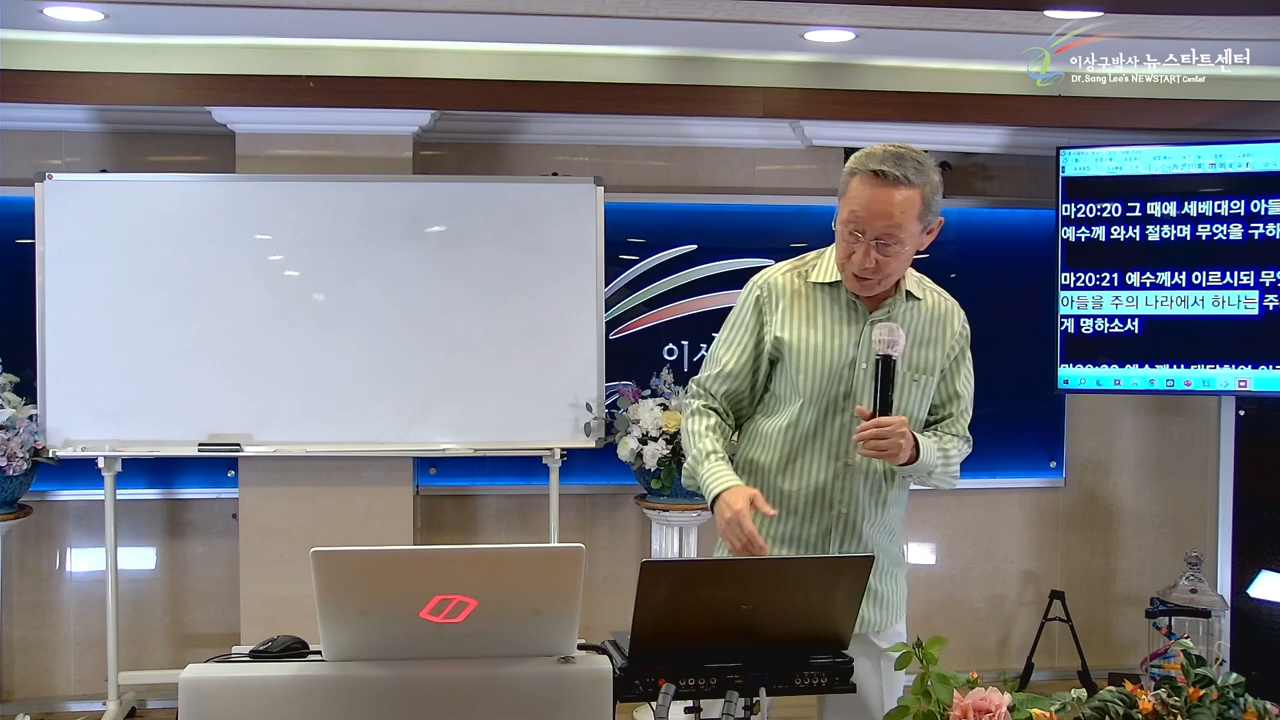 이상구박사 뉴스타트센터
Dr.Sang Lee's NEWSTART Center
마20:20 그 때에 세베대의 아들
예수께 와서 절하며 무엇을 구하
마20:21 예수께서 이르시되 무엇
아들을 주의 나라에서 하나는 주
게 명하소서
이상